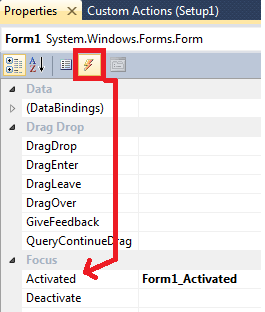 Properties Custom Actions (Setup1)
Form1 System.Windows.Forms.Form
Data
(DataBindings)
Drag Drop
DragDrop
DragEnter
DragLeave
DragOver
GiveFeedback
QueryContinueDrag
Focus
Activated Form1_Activated
Deactivate